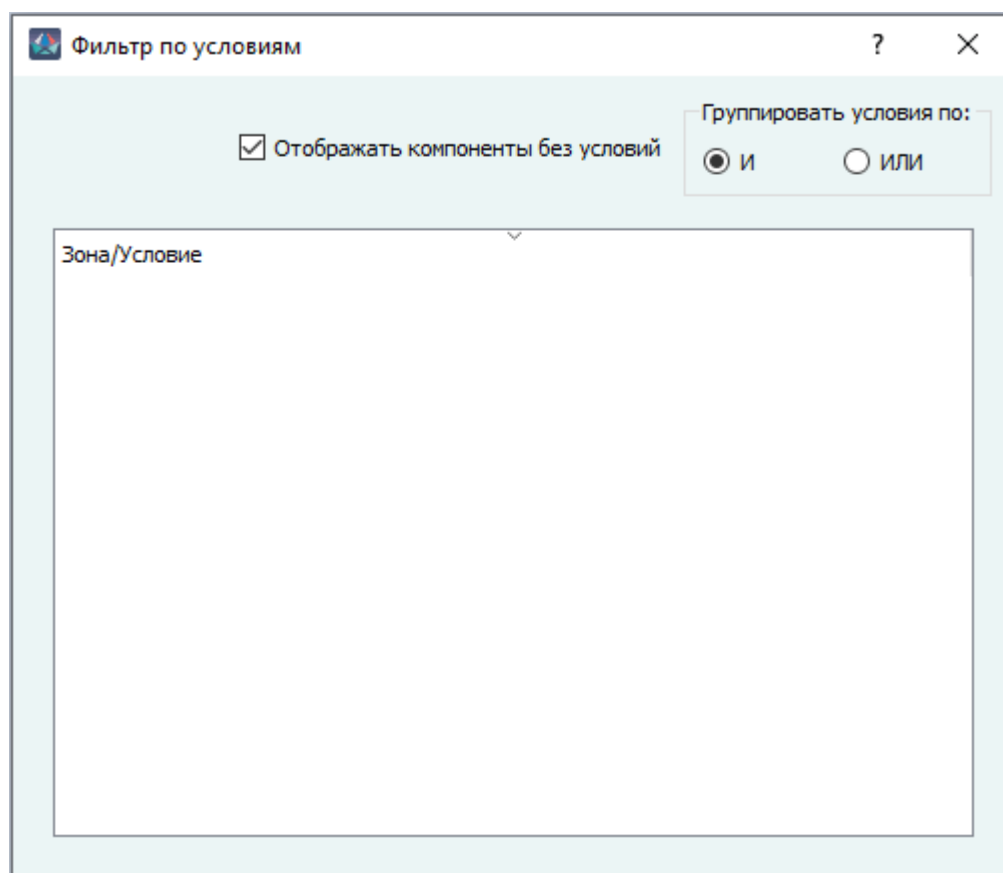 Фильтр по условиям ?
Группировать условия по:
Отображать компоненты без условий
И ИЛИ
Зона/Условие